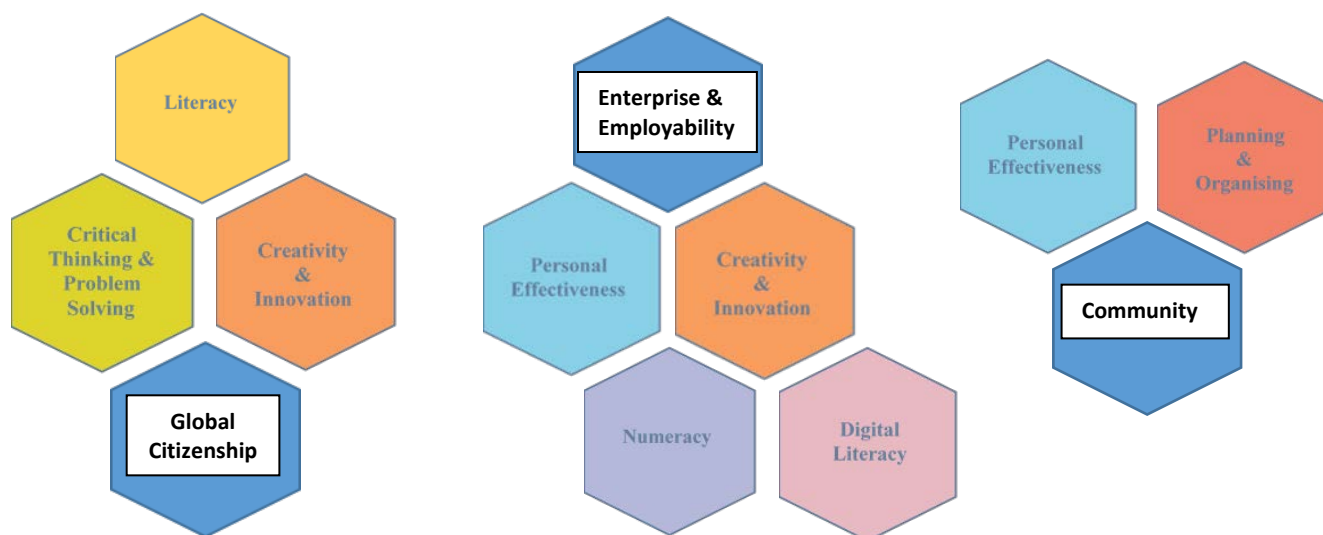 Literacy
Critical
Thinking &
Problem
Solving
Creativity
&
Innovation
Global
Citizenship
Enterprise &
Employability
Personal
Effectiveness
Creativity
&
Innovation
Numeracy
Digital
Literacy
Personal
Effectiveness
Planning
&
Organising
Community